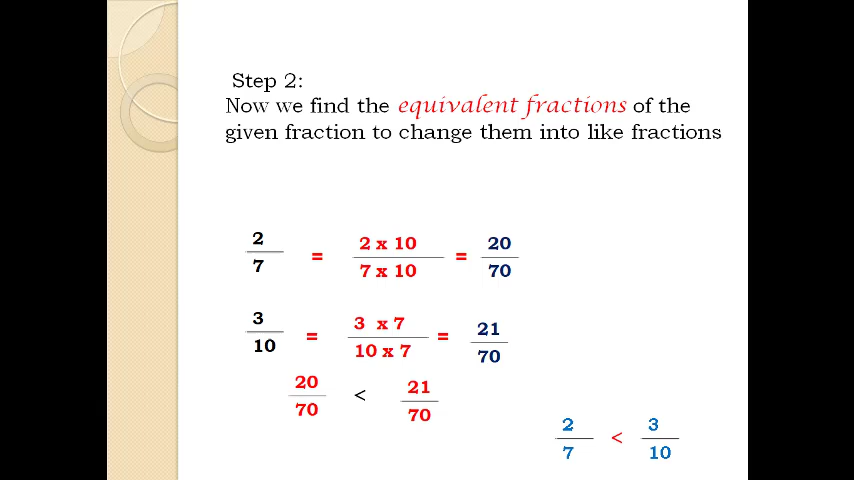 Step 2:
Now we find the equivalent fractions of the
given fraction to change them into like fractions
2 2 x 10 20
= =
7 7 x 10 70
3 3 x 7 21
= =
10 10 x 7 70
20 21
<
70 70
2 3
<
7 10